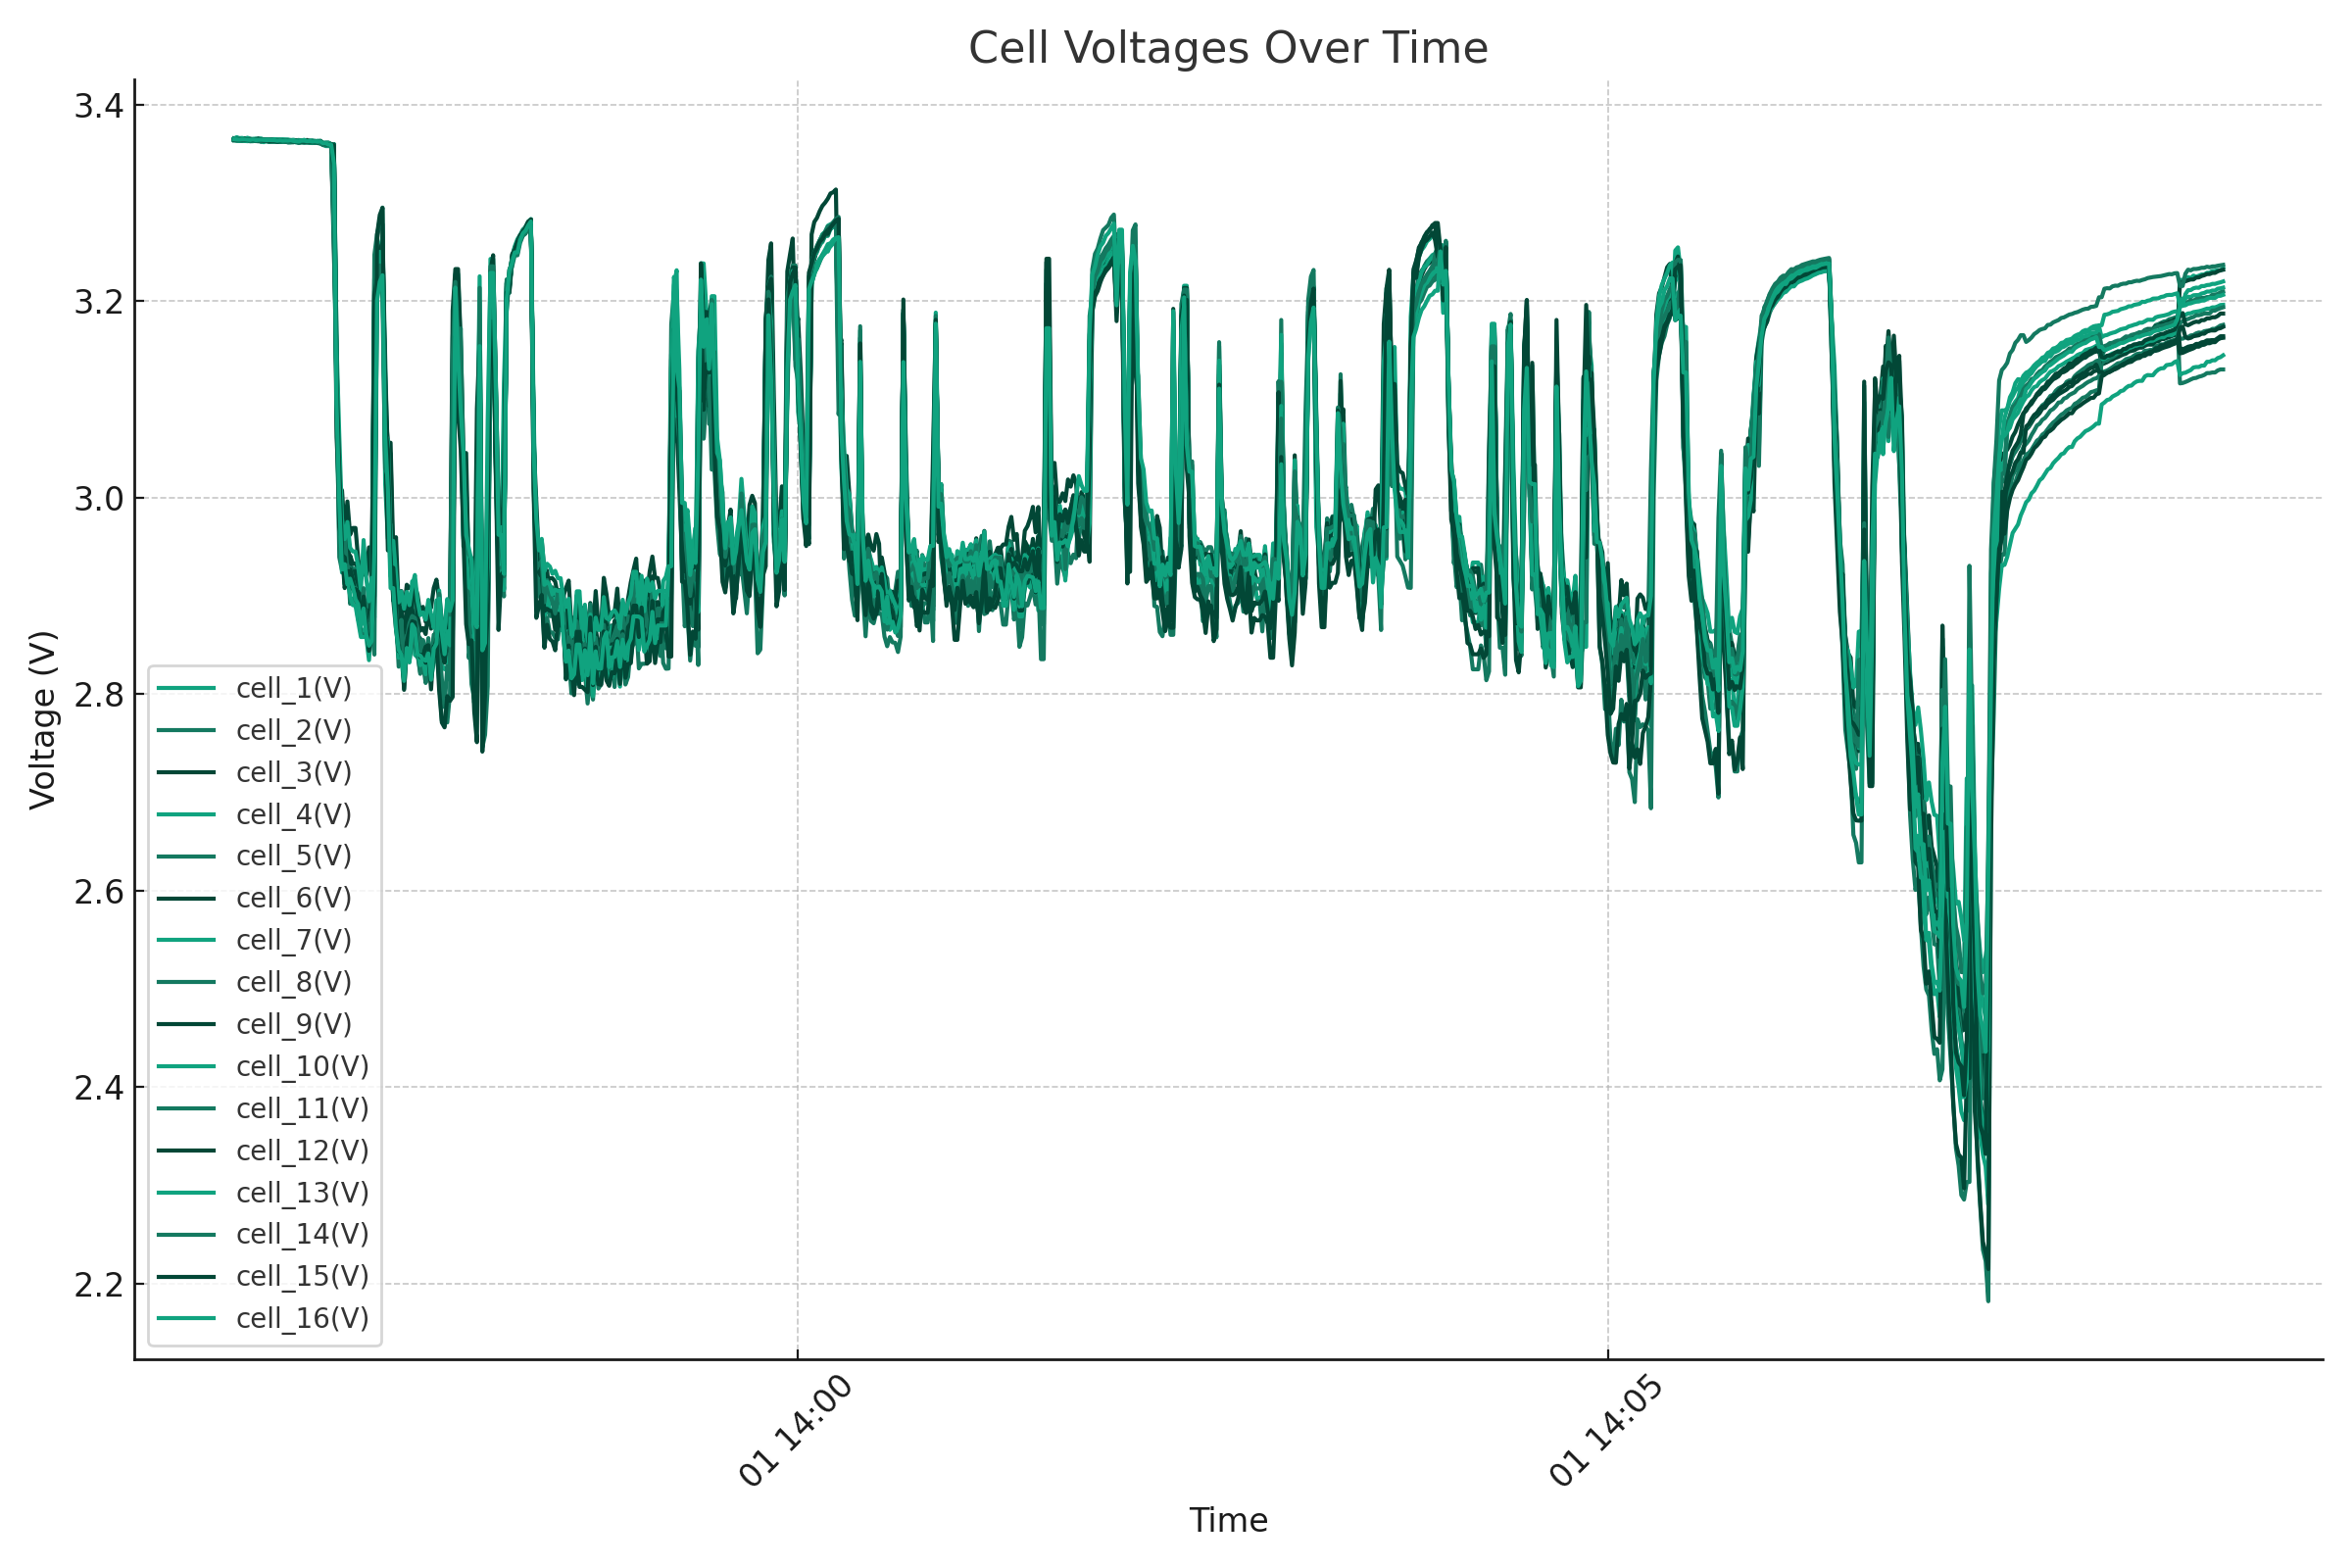 Cell Voltages Over Time
Voltage (V)
3.4
3.2
3.0
2.8
2.6
2.4
2.2
cell_1(V)
cell_2(V)
cell_3(V)
cell_4(V)
cell_5(V)
cell_6(V)
cell_7(V)
cell_8(V)
cell_9(V)
cell_10(V)
cell_11(V)
cell_12(V)
cell_13(V)
cell_14(V)
cell_15(V)
cell_16(V)
01 14:00
01 14:05
Time